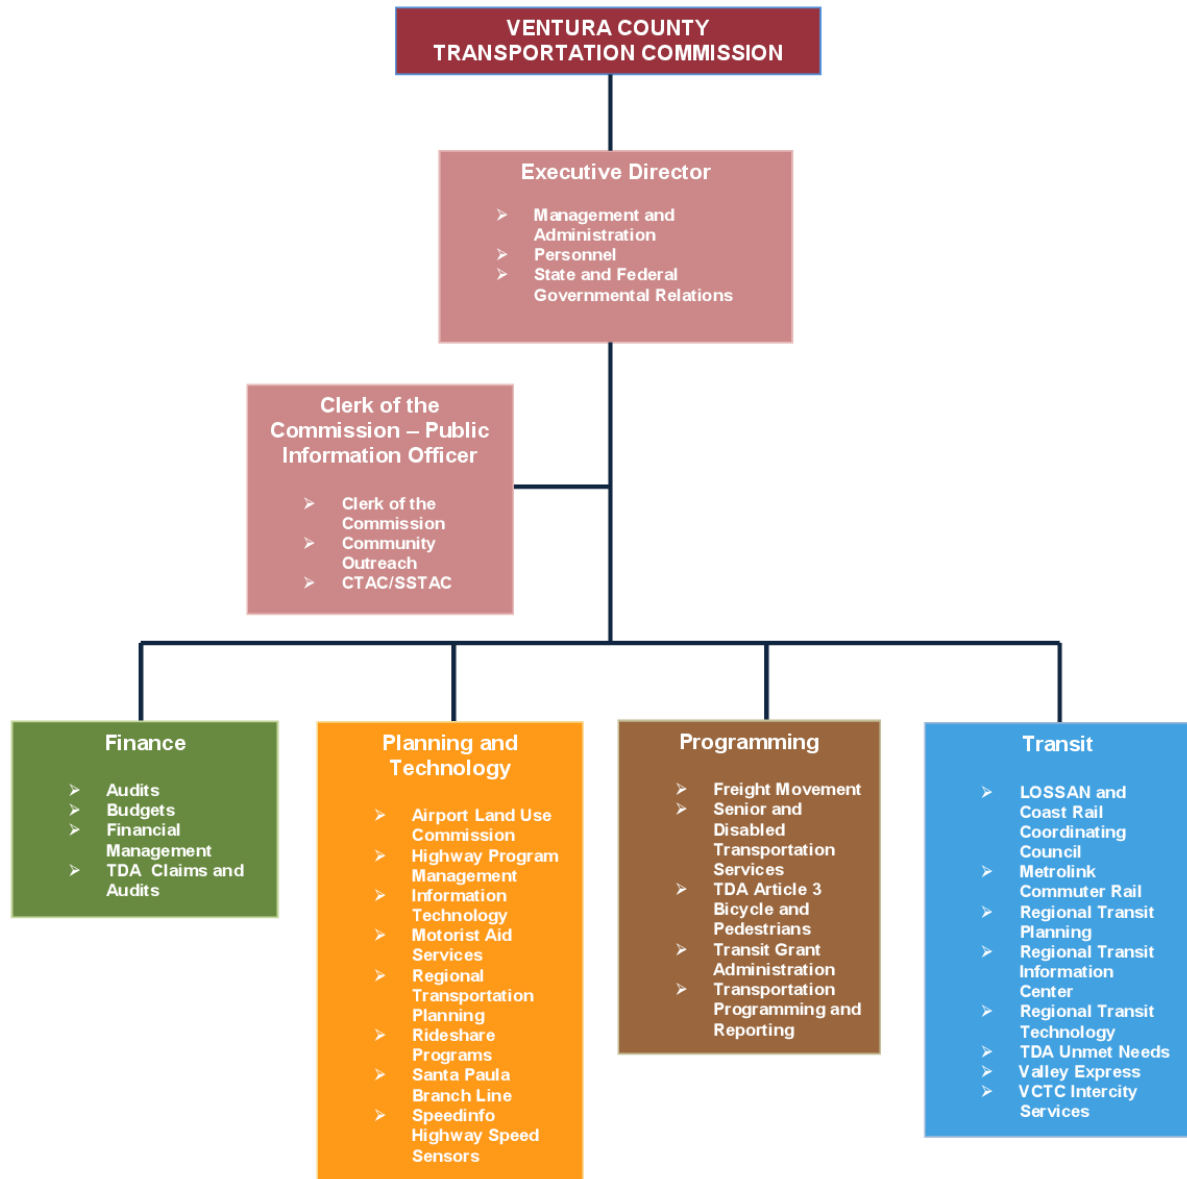 VENTURA COUNTY
TRANSPORTATION COMMISSION
Executive Director
➢ Management and
Administration
➢ Personnel
➢ State and Federal
Governmental Relations
Clerk of the
Commission – Public
Information Officer
➢ Clerk of the
Commission
➢ Community
Outreach
➢ CTAC/SSTAC
Finance
➢ Audits
➢ Budgets
➢ Financial
Management
➢ TDA Claims and
Audits
Planning and
Technology
➢ Airport Land Use
Commission
➢ Highway Program
Management
➢ Information
Technology
➢ Motorist Aid
Services
➢ Regional
Transportation
Planning
➢ Rideshare
Programs
➢ Santa Paula
Branch Line
➢ Speedinfo
Highway Speed
Sensors
Programming
➢ Freight Movement
➢ Senior and
Disabled
Transportation
Services
➢ TDA Article 3
Bicycle and
Pedestrians
➢ Transit Grant
Administration
➢ Transportation
Programming and
Reporting
Transit
➢ LOSSAN and
Coast Rail
Coordinating
Council
➢ Metrolink
Commuter Rail
➢ Regional Transit
Planning
➢ Regional Transit
Information
Center
➢ Regional Transit
Technology
➢ TDA Unmet Needs
➢ Valley Express
➢ VCTC Intercity
Services